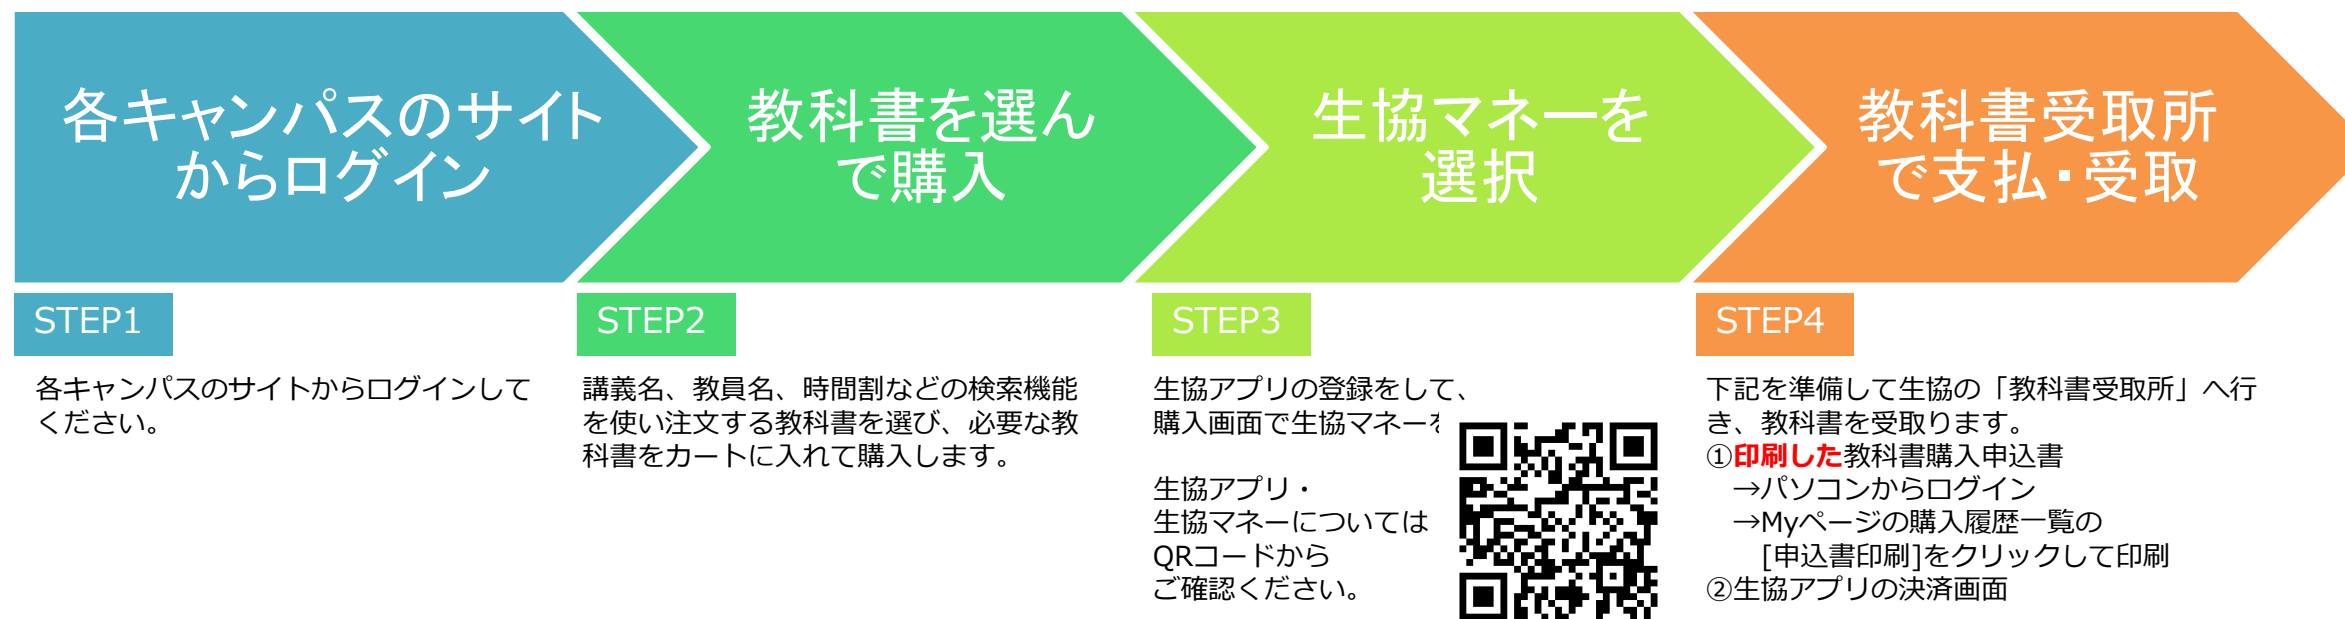 各キャンパスのサイト
からログイン
教科書を選ん
で購入
生協マネーを
選択
教科書受取所
で支払・受取
STEP1
各キャンパスのサイトからログインして
ください。
STEP2
講義名、教員名、時間割などの検索機能
を使い注文する教科書を選び、必要な教
科書をカートに入れて購入します。
STEP3
生協アプリの登録をして、
購入画面で生協マネー
生協アプリ・
生協マネーについては
QRコードから
ご確認ください。
STEP4
下記を準備して生協の「教科書受取所」へ行
き、教科書を受取ります。
①印刷した教科書購入申込書
→パソコンからログイン
→Myページの購入履歴一覧の
[申込書印刷]をクリックして印刷
②生協アプリの決済画面